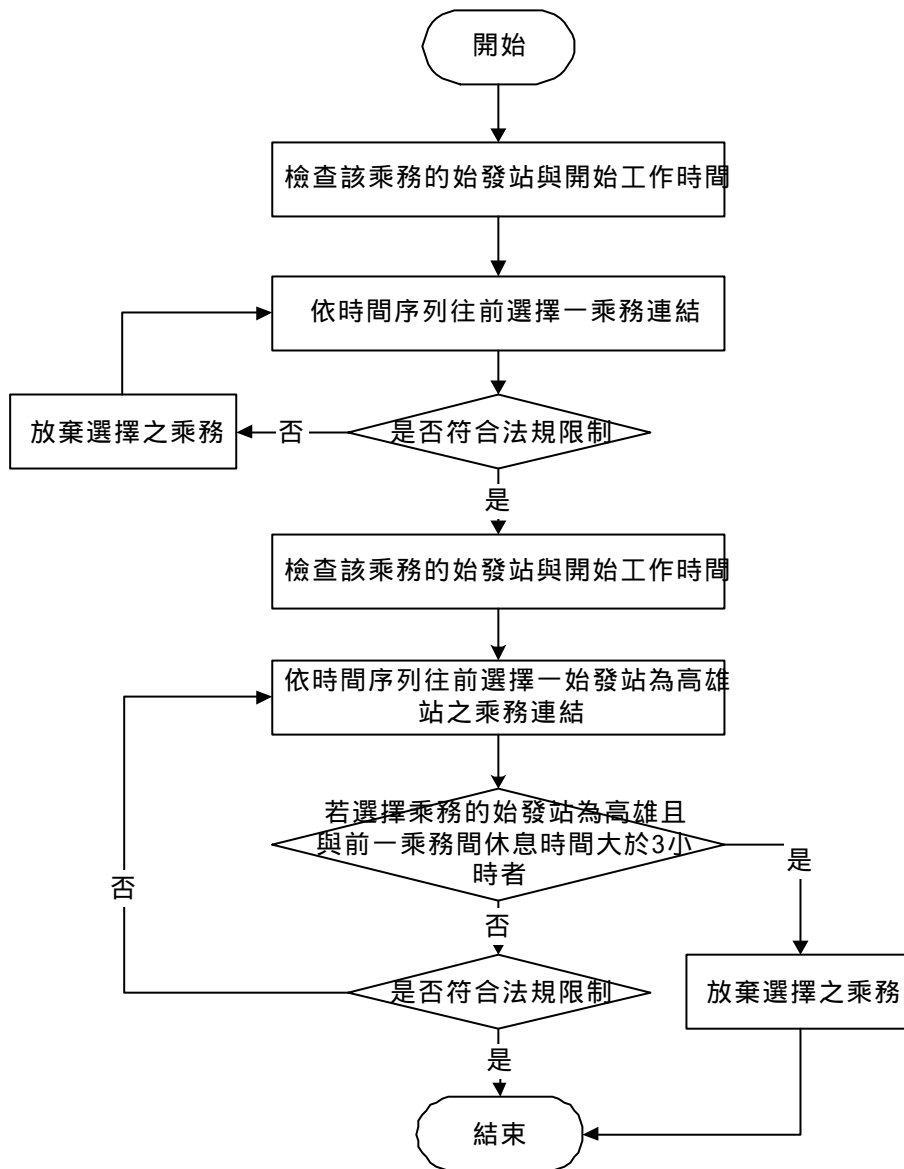 開始
檢查該乘務的始發站與開始工作時間
依時間序列往前選擇一乘務連結
放棄選擇之乘務
否
是否符合法規限制
是
檢查該乘務的始發站與開始工作時間
依時間序列往前選擇一始發站為高雄
站之乘務連結
若選擇乘務的始發站為高雄且
與前一乘務間休息時間大於3小
時者
是
否
否
是否符合法規限制
放棄選擇之乘務
是
結束